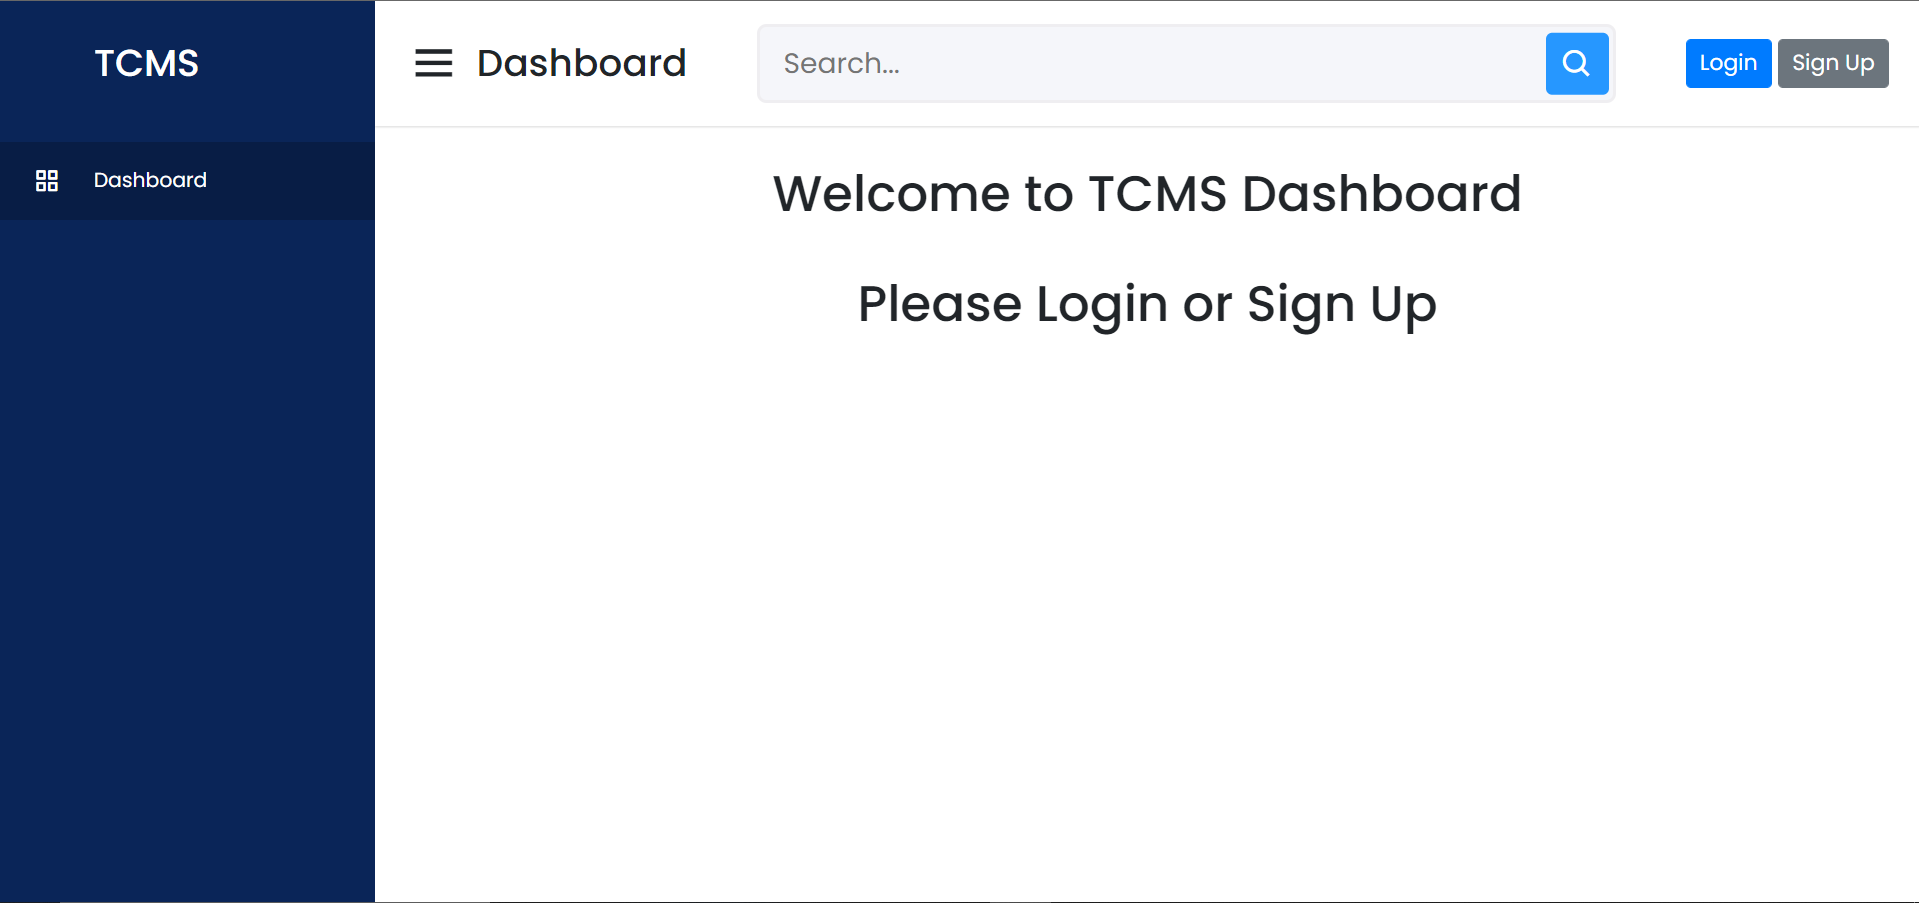 TCMS
Dashboard
Dashboard
Search...
Login
Sign Up
Welcome to TCMS Dashboard
Please Login or Sign Up